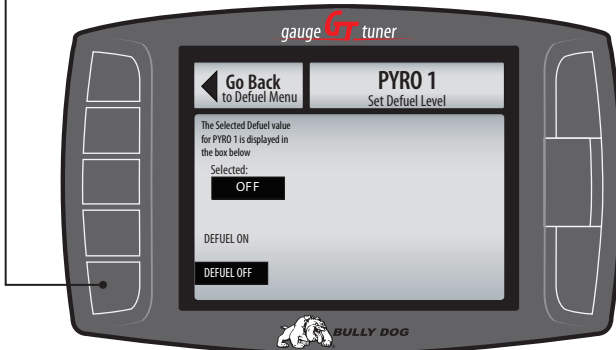 gauge GT tuner
Go Back
to Defuel Menu
PYRO 1
Set Defuel Level
The Selected Defuel value
for PYRO 1 is displayed in
the box below
Selected:
OFF
DEFUEL ON
DEFUEL OFF
BULLY DOG